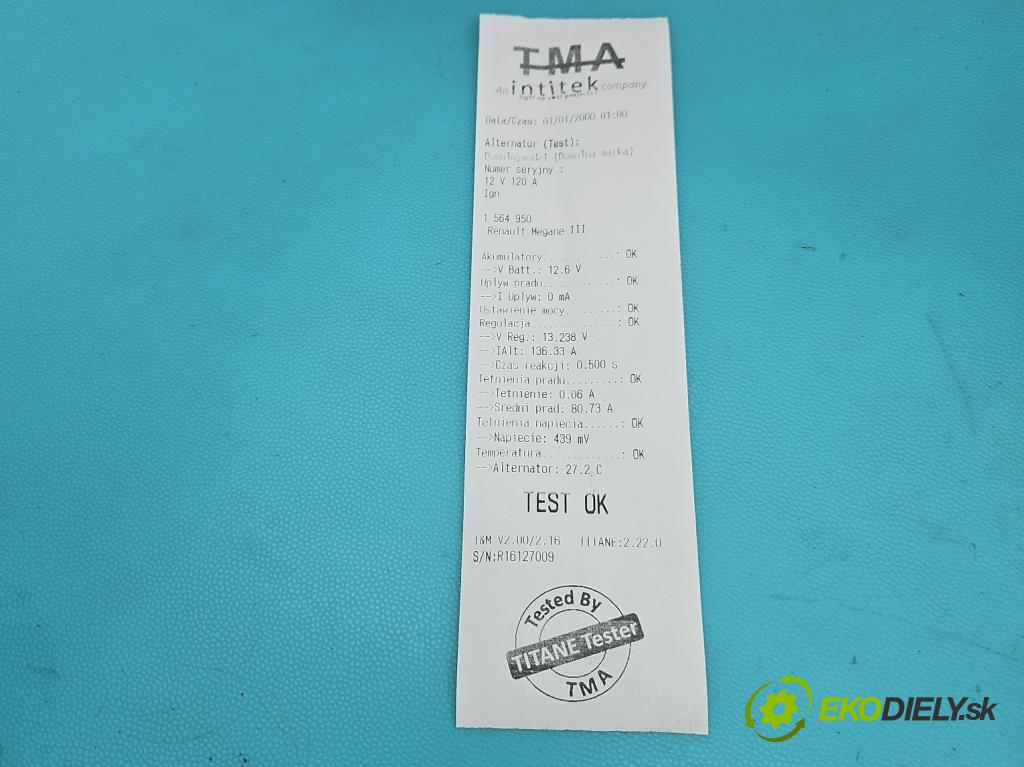 TMA
An intitek company
light up your projects!
Data/Czas: 01/01/2000 01:00
Alternator (Test):
Dowolnymodel (Dowolna marka)
Numer seryjny :
12 V 120 A
Ign
1 564 950
Renault Megane III
Akumulatory............: OK
-->V Batt.: 12.6 V
Uplyw pradu............: OK
-->I Uplyw: 0 mA
Ustawienie mocy.........: OK
Regulacja..............: OK
-->V Reg.: 13.238 V
-->IAlt: 136.33 A
-->Czas reakcji: 0.500 s
Tetnienia pradu.........: OK
-->Tetnienie: 0.06 A
-->Sredni prad: 80.73 A
Tetnienia napiecia......: OK
-->Napiecie: 439 mV
Temperatura.............: OK
-->Alternator: 27.2 C
TEST OK
I&M V2.00/2.16 TITANE:2.22.0
S/N:R16127009
Tested By
TITANE Tester
TMA
EKODIELY.sk